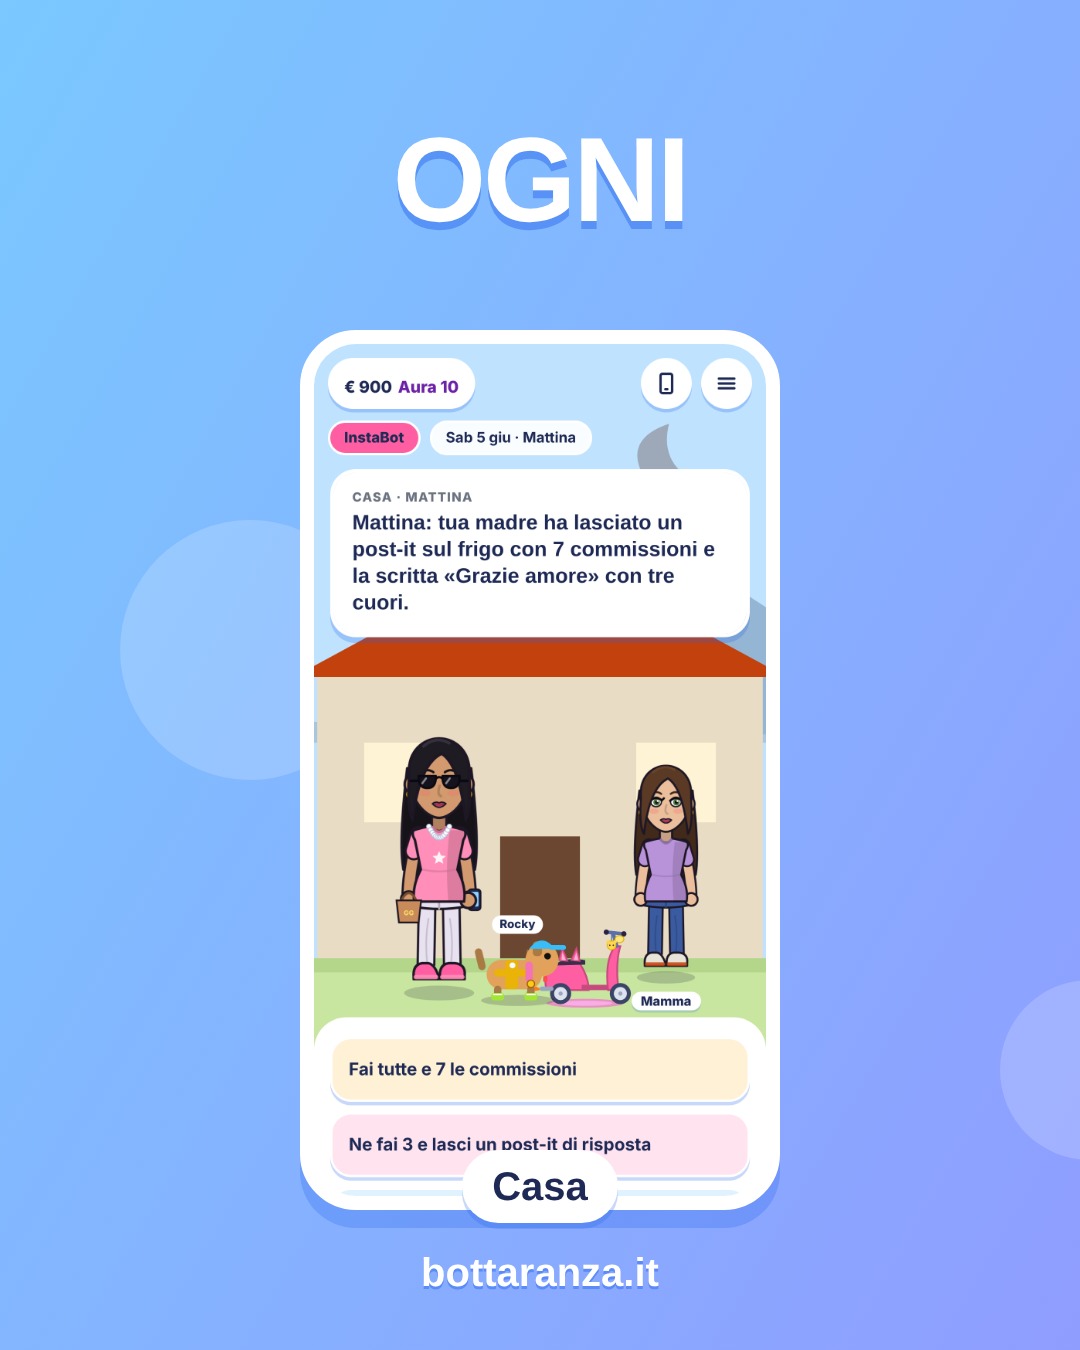 OGNI
€ 900 Aura 10
InstaBot
Sab 5 giu · Mattina
CASA · MATTINA
Mattina: tua madre ha lasciato un
post-it sul frigo con 7 commissioni e
la scritta «Grazie amore» con tre
cuori.
Rocky
Mamma
Fai tutte e 7 le commissioni
Ne fai 3 e lasci un post-it di risposta
Casa
bottaranza.it